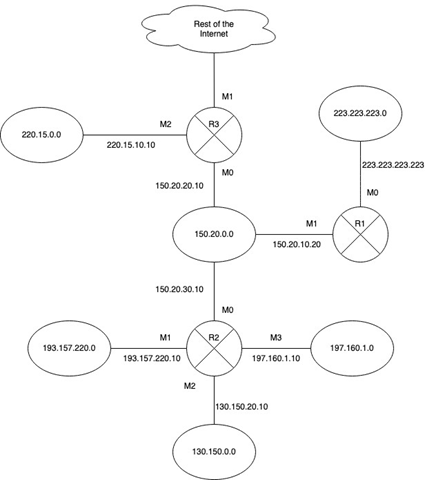 Rest of the
Internet
M1
223.223.223.0
M2
R3
220.15.0.0
220.15.10.10
223.223.223.223
M0
M0
150.20.20.10
M1
R1
150.20.0.0
150.20.10.20
150.20.30.10
M0
M1
R2
M3
193.157.220.0
197.160.1.0
193.157.220.10
197.160.1.10
M2
130.150.20.10
130.150.0.0